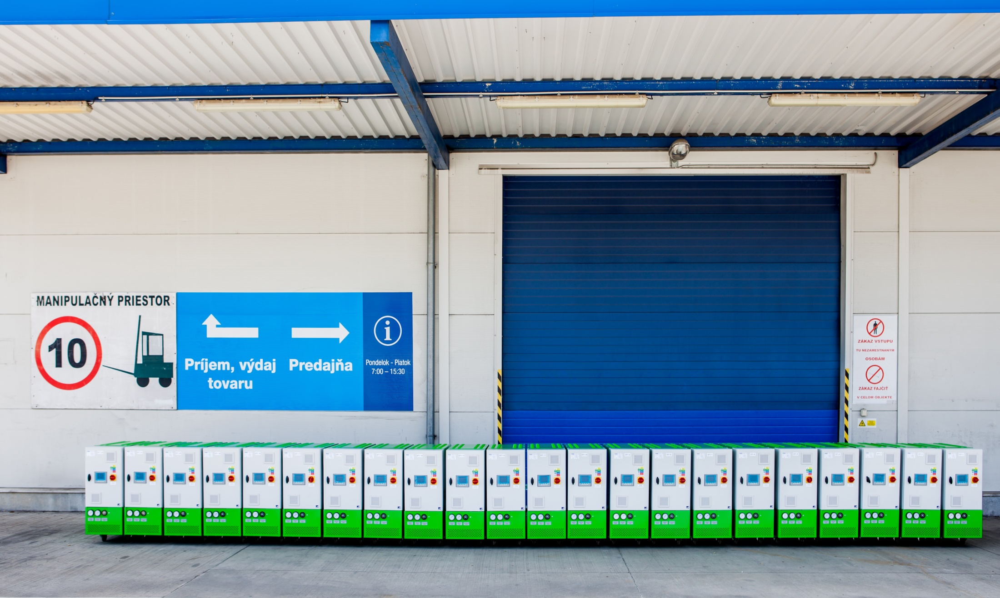 MANIPULAČNÝ PRIESTOR
10
Príjem, výdaj
tovaru
Predajňa
i
Pondelok - Piatok
7:00 – 15:30
ZÁKAZ VSTUPU
TU NEZAMESTNANÝM
OSOBÁM
ZÁKAZ FAJČIŤ
V CELOM OBJEKTE